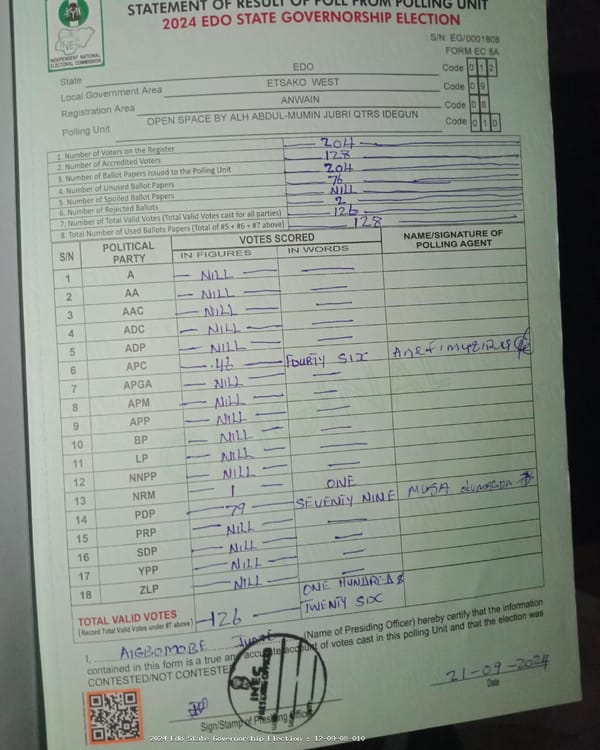 STATEMENT OF RESULT OF POLL FROM POLLING UNIT
2024 EDO STATE GOVERNORSHIP ELECTION
INDEPENDENT NATIONAL
ELECTORAL COMMISSION
S/N: EG/0001808
FORM EC 8A
State EDO Code 0 1 2
Local Government Area ETSAKO WEST Code 0 9
Registration Area ANWAIN Code 0 8
Polling Unit OPEN SPACE BY ALH ABDUL-MUMIN JUBRI QTRS IDEGUN Code 0 1 0
1. Number of Voters on the Register 204
2. Number of Accredited Voters 128
3. Number of Ballot Papers Issued to the Polling Unit 204
4. Number of Unused Ballot Papers 76
5. Number of Spoiled Ballot Papers NILL
6. Number of Rejected Ballots 2
7. Number of Total Valid Votes (Total Valid Votes cast for all parties) 126
8. Total Number of Used Ballots Papers (Total of #5 + #6 + #7 above) 128
S/N POLITICAL PARTY VOTES SCORED NAME/SIGNATURE OF POLLING AGENT
IN FIGURES IN WORDS
1 A NILL
2 AA NILL
3 AAC NILL
4 ADC NILL
5 ADP NILL
6 APC 46 FOURTY SIX
7 APGA NILL
8 APM NILL
9 APP NILL
10 BP NILL
11 LP NILL
12 NNPP NILL
13 NRM 1 ONE
14 PDP 79 SEVENTY NINE MUSA
15 PRP NILL
16 SDP NILL
17 YPP NILL
18 ZLP NILL
TOTAL VALID VOTES 126 ONE HUNDRED & TWENTY SIX
(Record Total Valid Votes under #7 above)
I, AIGBOMOBE (Name of Presiding Officer) hereby certify that the information
contained in this form is a true and accurate account of votes cast in this polling Unit and that the election was
CONTESTED/NOT CONTESTED
21-09-2024
Date
INEC
Sign/Stamp of Presiding Officer
2024 Edo State Governorship Election : 12-09-08-010